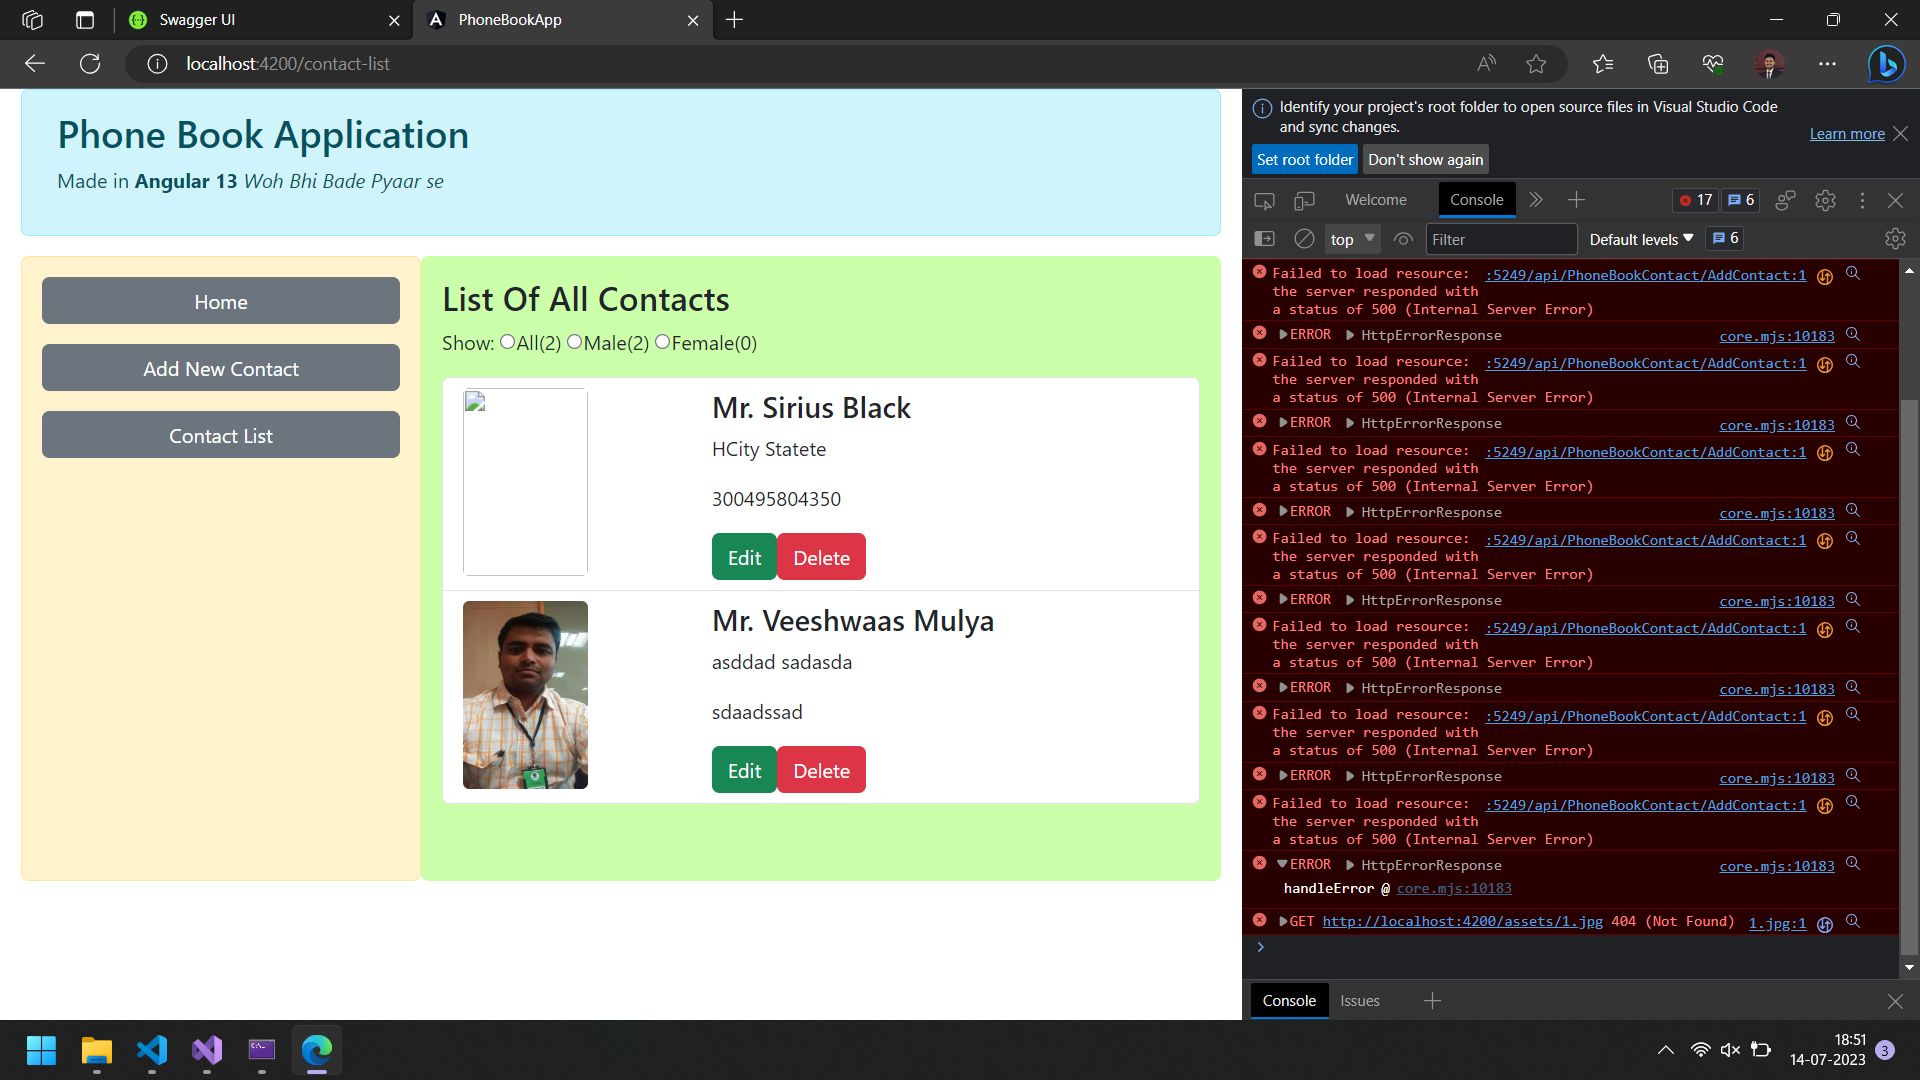 Swagger UI
PhoneBookApp
localhost:4200/contact-list
Phone Book Application
Made in Angular 13 Woh Bhi Bade Pyaar se
Home
Add New Contact
Contact List
List Of All Contacts
Show: All(2) Male(2) Female(0)
Mr. Sirius Black
HCity Statete
300495804350
Edit Delete
Mr. Veeshwaas Mulya
asddad sadasda
sdaadssad
Edit Delete
Identify your project's root folder to open source files in Visual Studio Code
and sync changes.
Learn more
Set root folder Don't show again
Welcome Console 17 6
top Filter Default levels 6
Failed to load resource: :5249/api/PhoneBookContact/AddContact:1
the server responded with
a status of 500 (Internal Server Error)
ERROR HttpErrorResponse core.mjs:10183
Failed to load resource: :5249/api/PhoneBookContact/AddContact:1
the server responded with
a status of 500 (Internal Server Error)
ERROR HttpErrorResponse core.mjs:10183
Failed to load resource: :5249/api/PhoneBookContact/AddContact:1
the server responded with
a status of 500 (Internal Server Error)
ERROR HttpErrorResponse core.mjs:10183
Failed to load resource: :5249/api/PhoneBookContact/AddContact:1
the server responded with
a status of 500 (Internal Server Error)
ERROR HttpErrorResponse core.mjs:10183
Failed to load resource: :5249/api/PhoneBookContact/AddContact:1
the server responded with
a status of 500 (Internal Server Error)
ERROR HttpErrorResponse core.mjs:10183
Failed to load resource: :5249/api/PhoneBookContact/AddContact:1
the server responded with
a status of 500 (Internal Server Error)
ERROR HttpErrorResponse core.mjs:10183
Failed to load resource: :5249/api/PhoneBookContact/AddContact:1
the server responded with
a status of 500 (Internal Server Error)
ERROR HttpErrorResponse core.mjs:10183
handleError @ core.mjs:10183
GET http://localhost:4200/assets/1.jpg 404 (Not Found) 1.jpg:1
Console Issues
18:51
14-07-2023
3